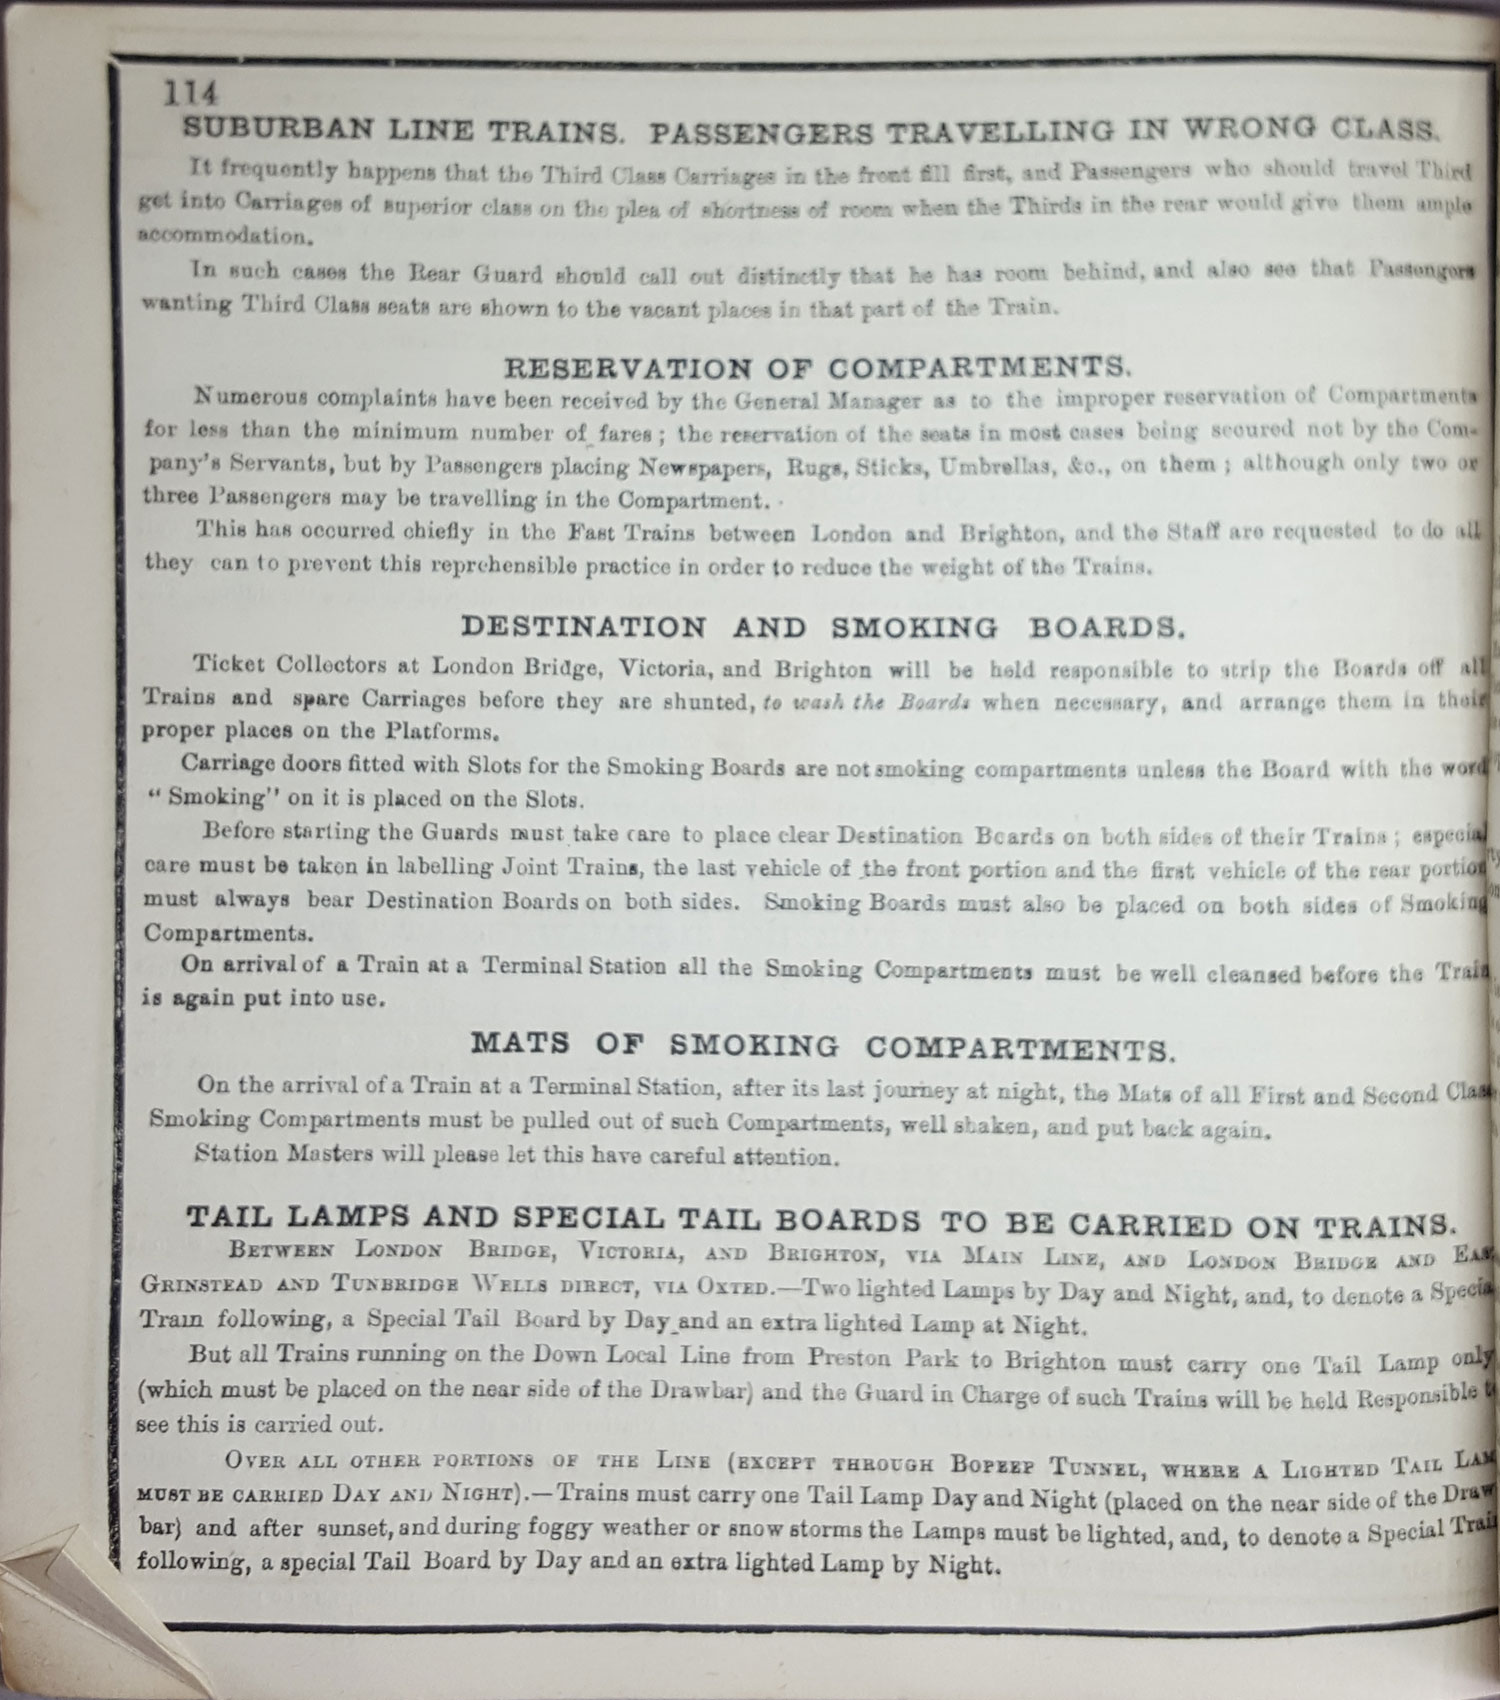 114
SUBURBAN LINE TRAINS. PASSENGERS TRAVELLING IN WRONG CLASS.
It frequently happens that the Third Class Carriages in the front fill first, and Passengers who should travel Third
get into Carriages of superior class on the plea of shortness of room when the Thirds in the rear would give them ample
accommodation.
In such cases the Rear Guard should call out distinctly that he has room behind, and also see that Passengers
wanting Third Class seats are shown to the vacant places in that part of the Train.
RESERVATION OF COMPARTMENTS.
Numerous complaints have been received by the General Manager as to the improper reservation of Compartments
for less than the minimum number of fares; the reservation of the seats in most cases being secured not by the Com-
pany's Servants, but by Passengers placing Newspapers, Rugs, Sticks, Umbrellas, &c., on them; although only two or
three Passengers may be travelling in the Compartment.
This has occurred chiefly in the Fast Trains between London and Brighton, and the Staff are requested to do all
they can to prevent this reprehensible practice in order to reduce the weight of the Trains.
DESTINATION AND SMOKING BOARDS.
Ticket Collectors at London Bridge, Victoria, and Brighton will be held responsible to strip the Boards off all
Trains and spare Carriages before they are shunted, to wash the Boards when necessary, and arrange them in their
proper places on the Platforms.
Carriage doors fitted with Slots for the Smoking Boards are not smoking compartments unless the Board with the word
"Smoking" on it is placed on the Slots.
Before starting the Guards must take care to place clear Destination Boards on both sides of their Trains; especial
care must be taken in labelling Joint Trains, the last vehicle of the front portion and the first vehicle of the rear portion
must always bear Destination Boards on both sides. Smoking Boards must also be placed on both sides of Smoking
Compartments.
On arrival of a Train at a Terminal Station all the Smoking Compartments must be well cleansed before the Train
is again put into use.
MATS OF SMOKING COMPARTMENTS.
On the arrival of a Train at a Terminal Station, after its last journey at night, the Mats of all First and Second Class
Smoking Compartments must be pulled out of such Compartments, well shaken, and put back again.
Station Masters will please let this have careful attention.
TAIL LAMPS AND SPECIAL TAIL BOARDS TO BE CARRIED ON TRAINS.
BETWEEN LONDON BRIDGE, VICTORIA, AND BRIGHTON, VIA MAIN LINE, AND LONDON BRIDGE AND EAS
GRINSTEAD AND TUNBRIDGE WELLS DIRECT, VIA OXTED.—Two lighted Lamps by Day and Night, and, to denote a Specia
Train following, a Special Tail Board by Day and an extra lighted Lamp at Night.
But all Trains running on the Down Local Line from Preston Park to Brighton must carry one Tail Lamp only
(which must be placed on the near side of the Drawbar) and the Guard in Charge of such Trains will be held Responsible t
see this is carried out.
OVER ALL OTHER PORTIONS OF THE LINE (EXCEPT THROUGH BOPEEP TUNNEL, WHERE A LIGHTED TAIL LAM
MUST BE CARRIED DAY AND NIGHT).—Trains must carry one Tail Lamp Day and Night (placed on the near side of the Draw
bar) and after sunset, and during foggy weather or snow storms the Lamps must be lighted, and, to denote a Special Trai
following, a special Tail Board by Day and an extra lighted Lamp by Night.